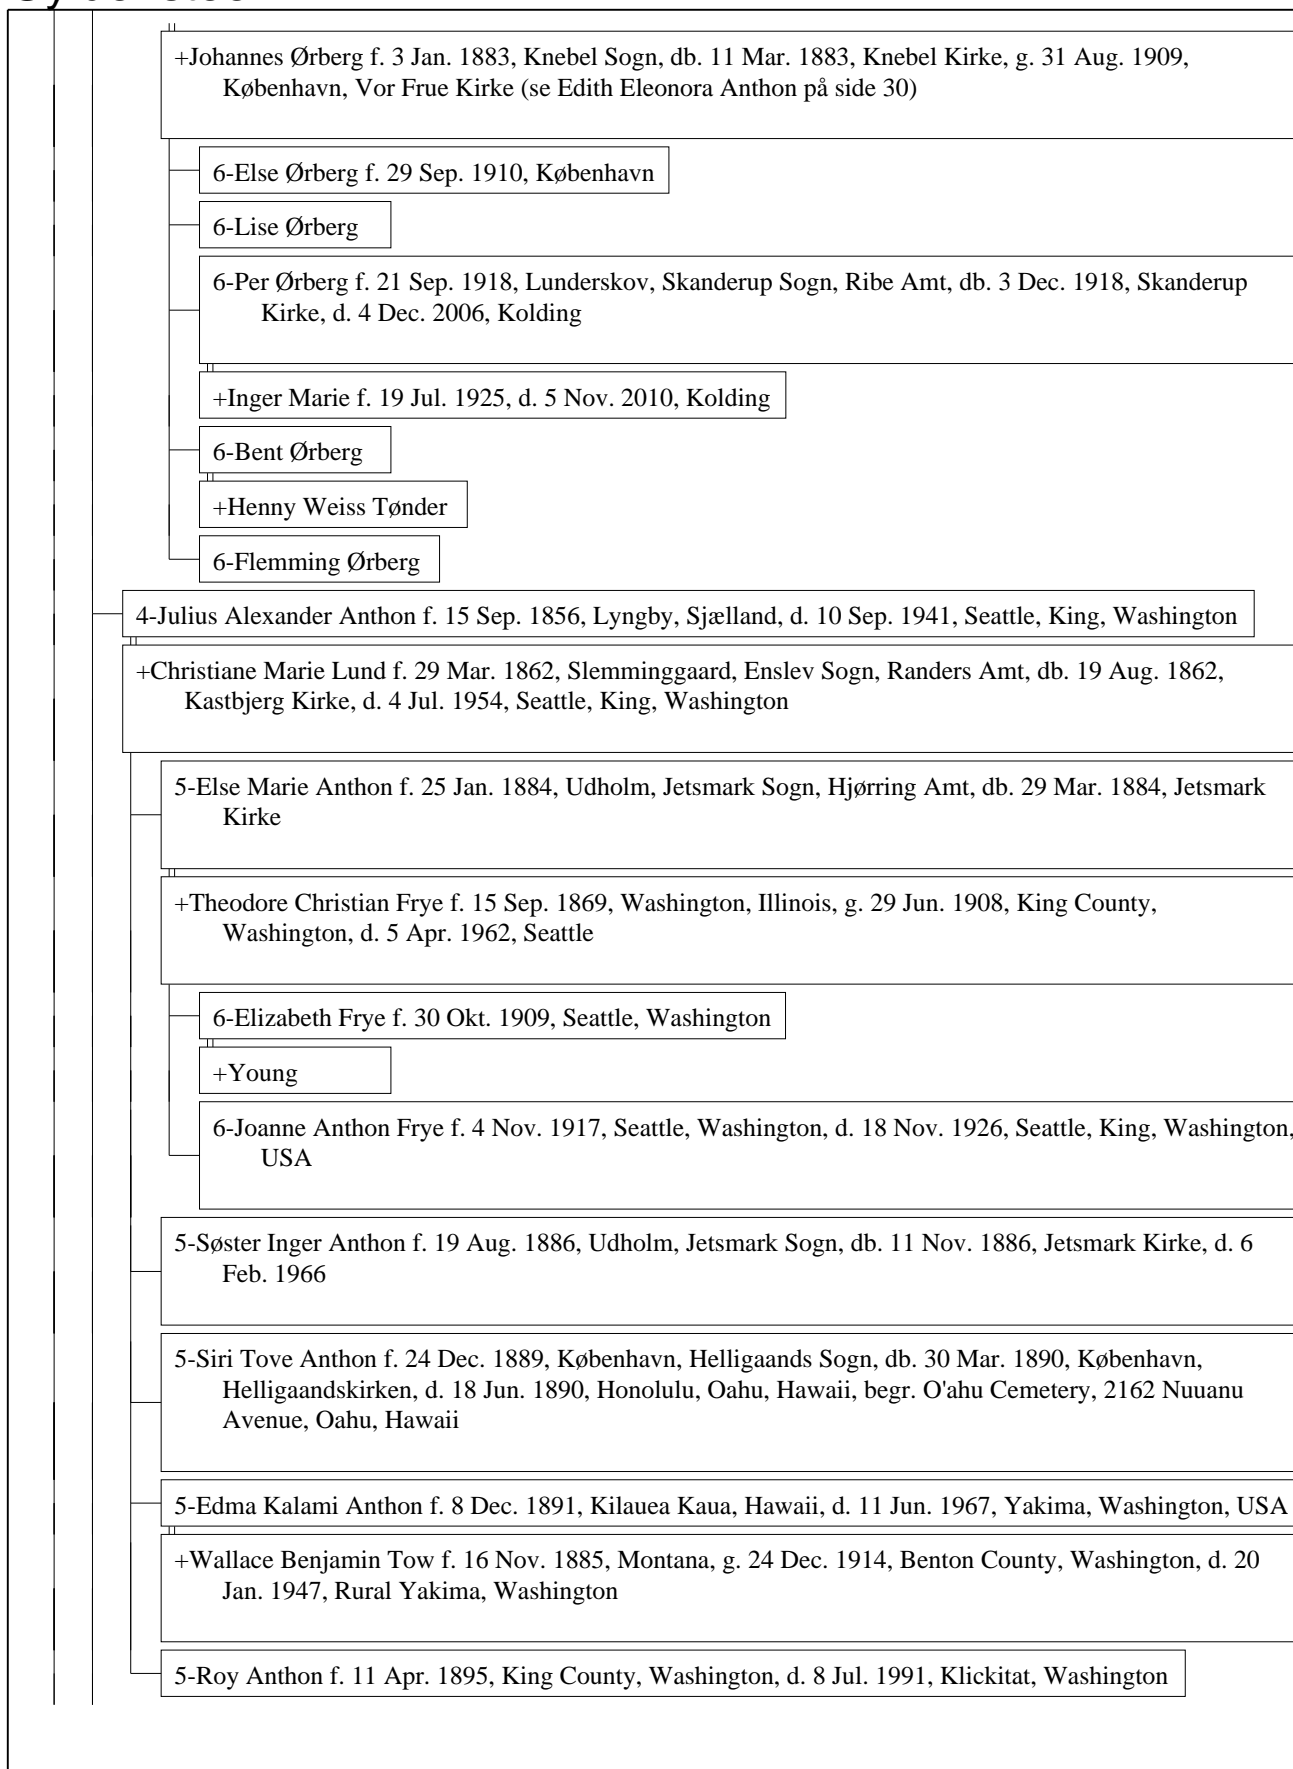 +Johannes Ørberg f. 3 Jan. 1883, Knebel Sogn, db. 11 Mar. 1883, Knebel Kirke, g. 31 Aug. 1909,
København, Vor Frue Kirke (se Edith Eleonora Anthon på side 30)
6-Else Ørberg f. 29 Sep. 1910, København
6-Lise Ørberg
6-Per Ørberg f. 21 Sep. 1918, Lunderskov, Skanderup Sogn, Ribe Amt, db. 3 Dec. 1918, Skanderup
Kirke, d. 4 Dec. 2006, Kolding
+Inger Marie f. 19 Jul. 1925, d. 5 Nov. 2010, Kolding
6-Bent Ørberg
+Henny Weiss Tønder
6-Flemming Ørberg
4-Julius Alexander Anthon f. 15 Sep. 1856, Lyngby, Sjælland, d. 10 Sep. 1941, Seattle, King, Washington
+Christiane Marie Lund f. 29 Mar. 1862, Slemminggaard, Enslev Sogn, Randers Amt, db. 19 Aug. 1862,
Kastbjerg Kirke, d. 4 Jul. 1954, Seattle, King, Washington
5-Else Marie Anthon f. 25 Jan. 1884, Udholm, Jetsmark Sogn, Hjørring Amt, db. 29 Mar. 1884, Jetsmark
Kirke
+Theodore Christian Frye f. 15 Sep. 1869, Washington, Illinois, g. 29 Jun. 1908, King County,
Washington, d. 5 Apr. 1962, Seattle
6-Elizabeth Frye f. 30 Okt. 1909, Seattle, Washington
+Young
6-Joanne Anthon Frye f. 4 Nov. 1917, Seattle, Washington, d. 18 Nov. 1926, Seattle, King, Washington,
USA
5-Søster Inger Anthon f. 19 Aug. 1886, Udholm, Jetsmark Sogn, db. 11 Nov. 1886, Jetsmark Kirke, d. 6
Feb. 1966
5-Siri Tove Anthon f. 24 Dec. 1889, København, Helligaands Sogn, db. 30 Mar. 1890, København,
Helligaandskirken, d. 18 Jun. 1890, Honolulu, Oahu, Hawaii, begr. O'ahu Cemetery, 2162 Nuuanu
Avenue, Oahu, Hawaii
5-Edma Kalami Anthon f. 8 Dec. 1891, Kilauea Kaua, Hawaii, d. 11 Jun. 1967, Yakima, Washington, USA
+Wallace Benjamin Tow f. 16 Nov. 1885, Montana, g. 24 Dec. 1914, Benton County, Washington, d. 20
Jan. 1947, Rural Yakima, Washington
5-Roy Anthon f. 11 Apr. 1895, King County, Washington, d. 8 Jul. 1991, Klickitat, Washington